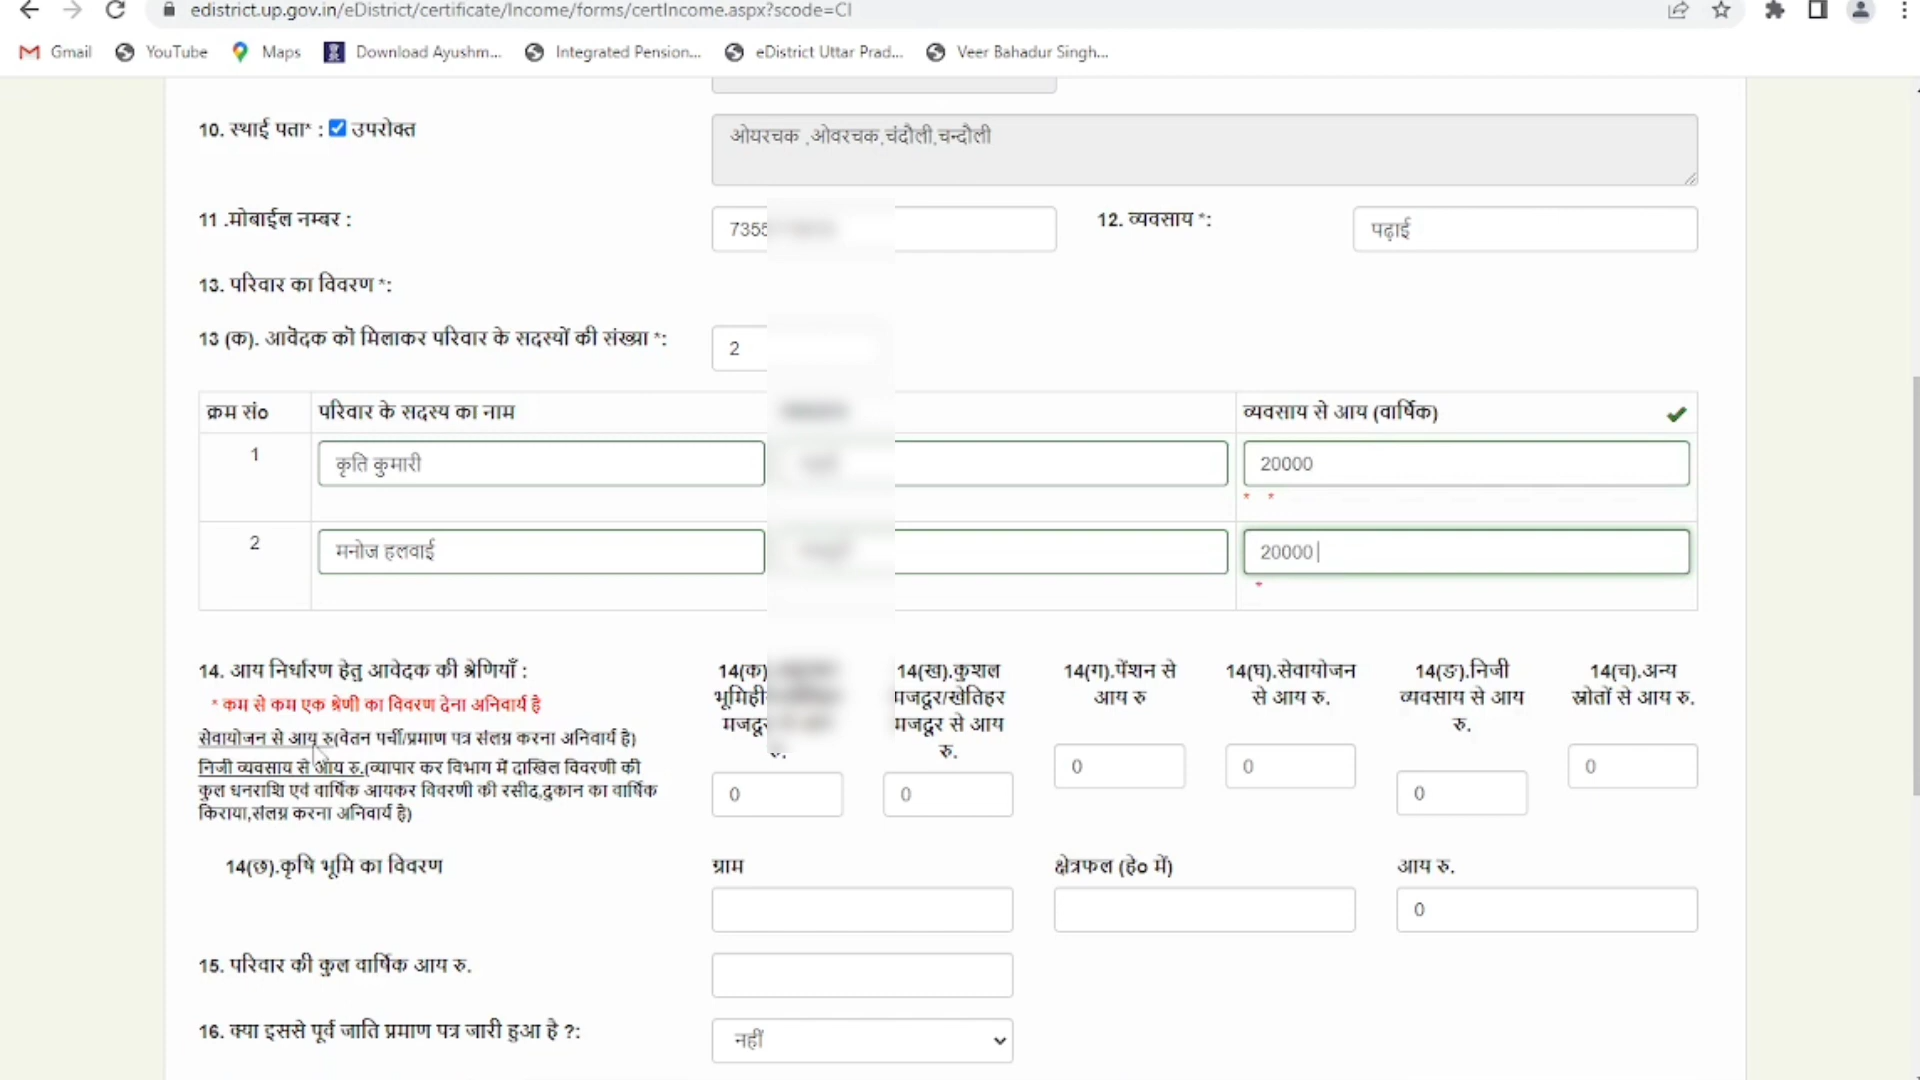 edistrict.up.gov.in/eDistrict/certificate/Income/forms/certIncome.aspx?scode=CI
Gmail YouTube Maps Download Ayushm... Integrated Pension... eDistrict Uttar Prad... Veer Bahadur Singh...
10. स्थाई पता* : उपरोक्त
ओयरचक ,ओवरचक,चंदौली,चन्दौली
11 .मोबाईल नम्बर : 7355 12. व्यवसाय *: पढ़ाई
13. परिवार का विवरण *:
13 (क). आवेदक को मिलाकर परिवार के सदस्यों की संख्या *: 2
क्रम सं० परिवार के सदस्य का नाम व्यवसाय से आय (वार्षिक)
1 कृति कुमारी 20000
* *
2 मनोज हलवाई 20000
*
14. आय निर्धारण हेतु आवेदक की श्रेणियाँ :
* कम से कम एक श्रेणी का विवरण देना अनिवार्य है
सेवायोजन से आय रु(वेतन पर्ची/प्रमाण पत्र संलग्न करना अनिवार्य है)
निजी व्यवसाय से आय रु.(व्यापार कर विभाग में दाखिल विवरणी की
कुल धनराशि एवं वार्षिक आयकर विवरणी की रसीद,दुकान का वार्षिक
किराया,संलग्न करना अनिवार्य है)
14(क)
रु.
0
14(ख).कुशल
मजदूर/खेतिहर
मजदूर से आय
रु.
0
14(ग).पेंशन से
आय रु
0
14(घ).सेवायोजन
से आय रु.
0
14(ङ).निजी
व्यवसाय से आय
रु.
0
14(च).अन्य
स्रोतों से आय रु.
0
14(छ).कृषि भूमि का विवरण ग्राम क्षेत्रफल (हे० में) आय रु.
0
15. परिवार की कुल वार्षिक आय रु.
16. क्या इससे पूर्व जाति प्रमाण पत्र जारी हुआ है ?: नहीं